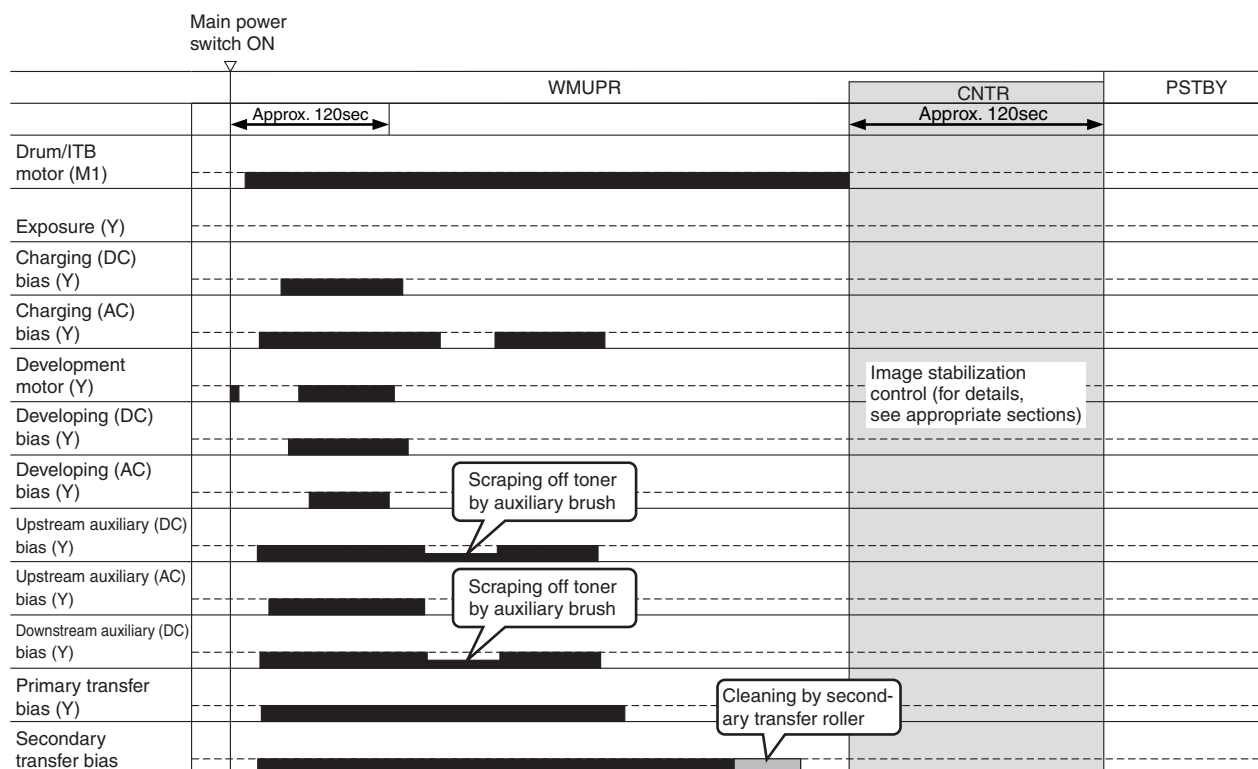 Main power
switch ON
WMUPR
CNTR
PSTBY
Approx. 120sec
Approx. 120sec
Drum/ITB
motor (M1)
Exposure (Y)
Charging (DC)
bias (Y)
Charging (AC)
bias (Y)
Development
motor (Y)
Image stabilization
control (for details,
see appropriate sections)
Developing (DC)
bias (Y)
Developing (AC)
bias (Y)
Scraping off toner
by auxiliary brush
Upstream auxiliary (DC)
bias (Y)
Upstream auxiliary (AC)
bias (Y)
Scraping off toner
by auxiliary brush
Downstream auxiliary (DC)
bias (Y)
Primary transfer
bias (Y)
Cleaning by second-
ary transfer roller
Secondary
transfer bias